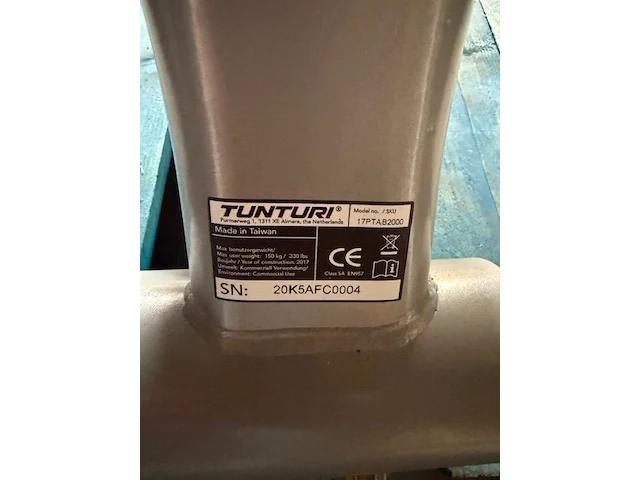 TUNTURI®
Purmerweg 1, 1311 XE Almere, the Netherlands
Model no. / SKU
17PTAB2000
Made in Taiwan
Max benutzergewicht/
Max user weight: 150 kg / 330 lbs
Baujahr / Year of construction: 2017
Umwelt: Kommerziell Verwendung/
Environment: Commercial Use
CE
Class SA EN957
SN: 20K5AFC0004